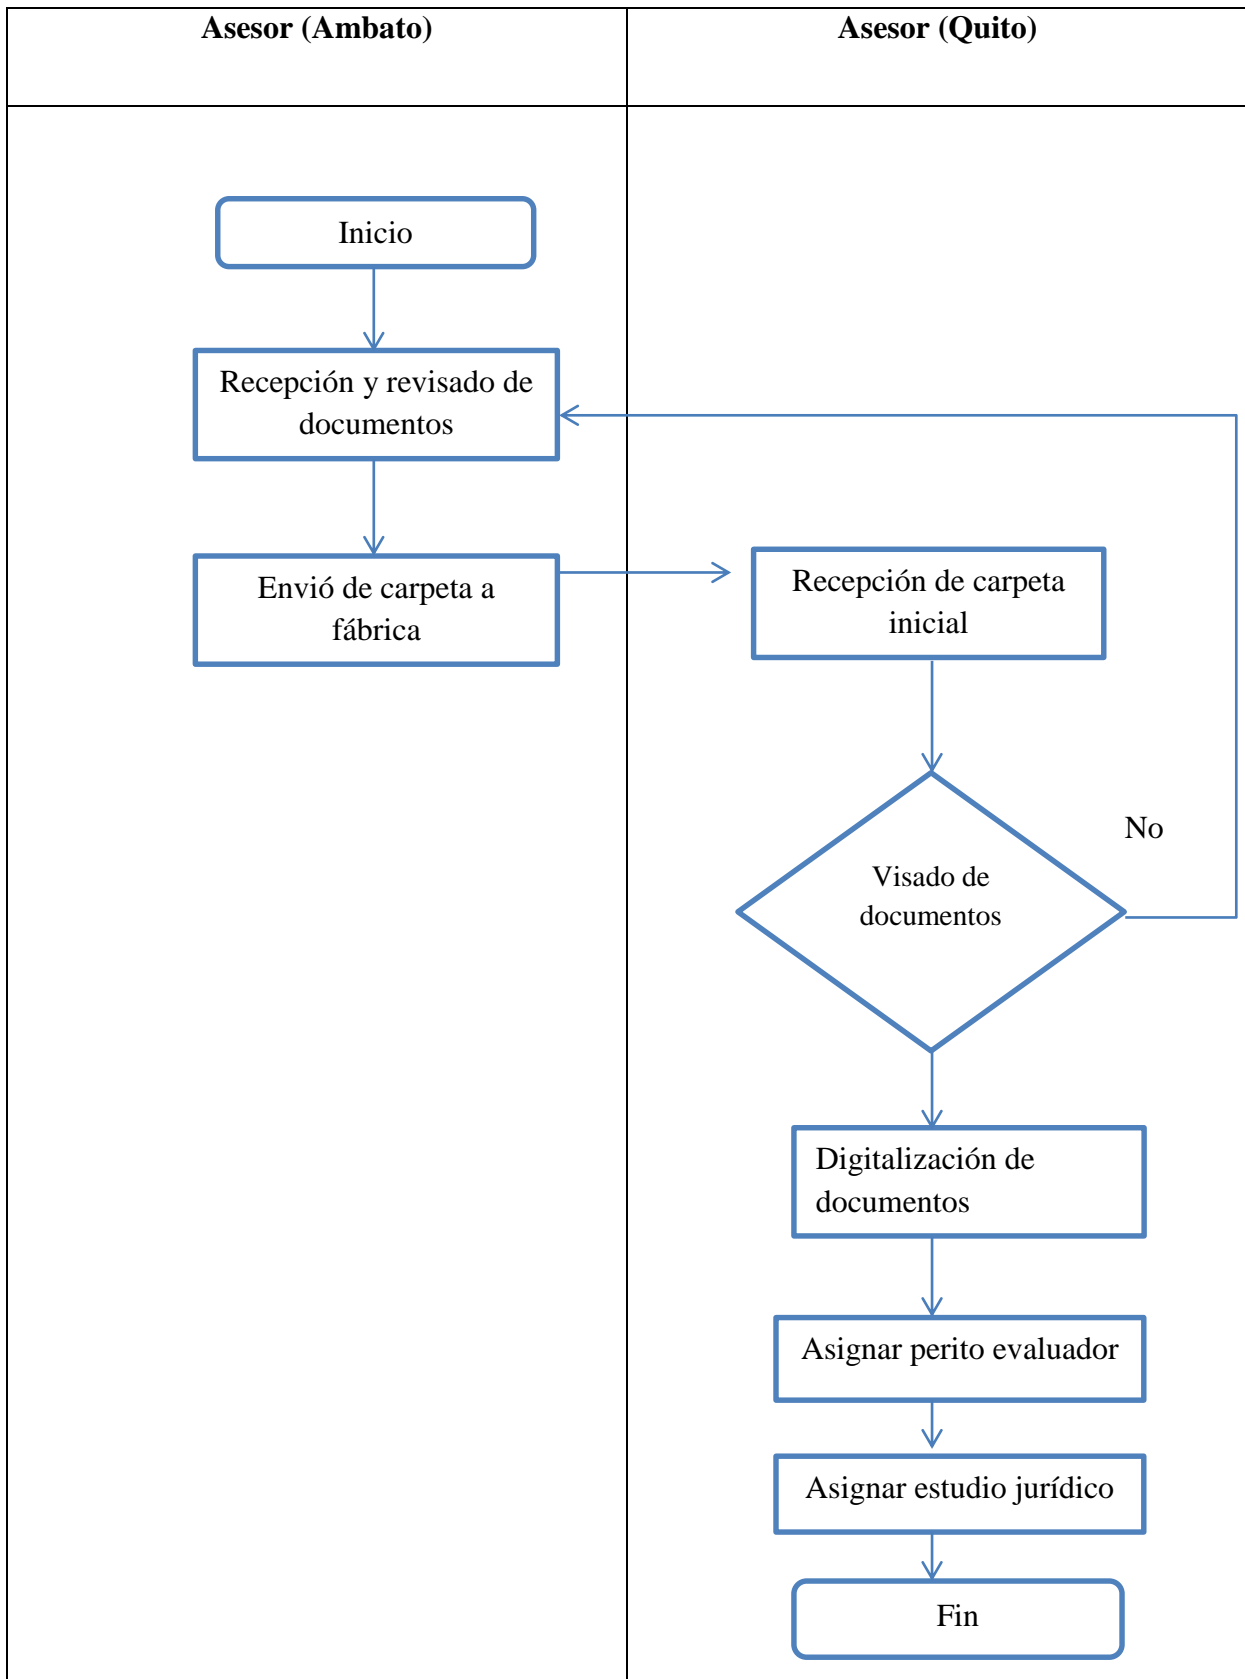 Asesor (Ambato)
Asesor (Quito)
Inicio
Recepción y revisado de
documentos
Envió de carpeta a
fábrica
Recepción de carpeta
inicial
No
Visado de
documentos
Digitalización de
documentos
Asignar perito evaluador
Asignar estudio jurídico
Fin